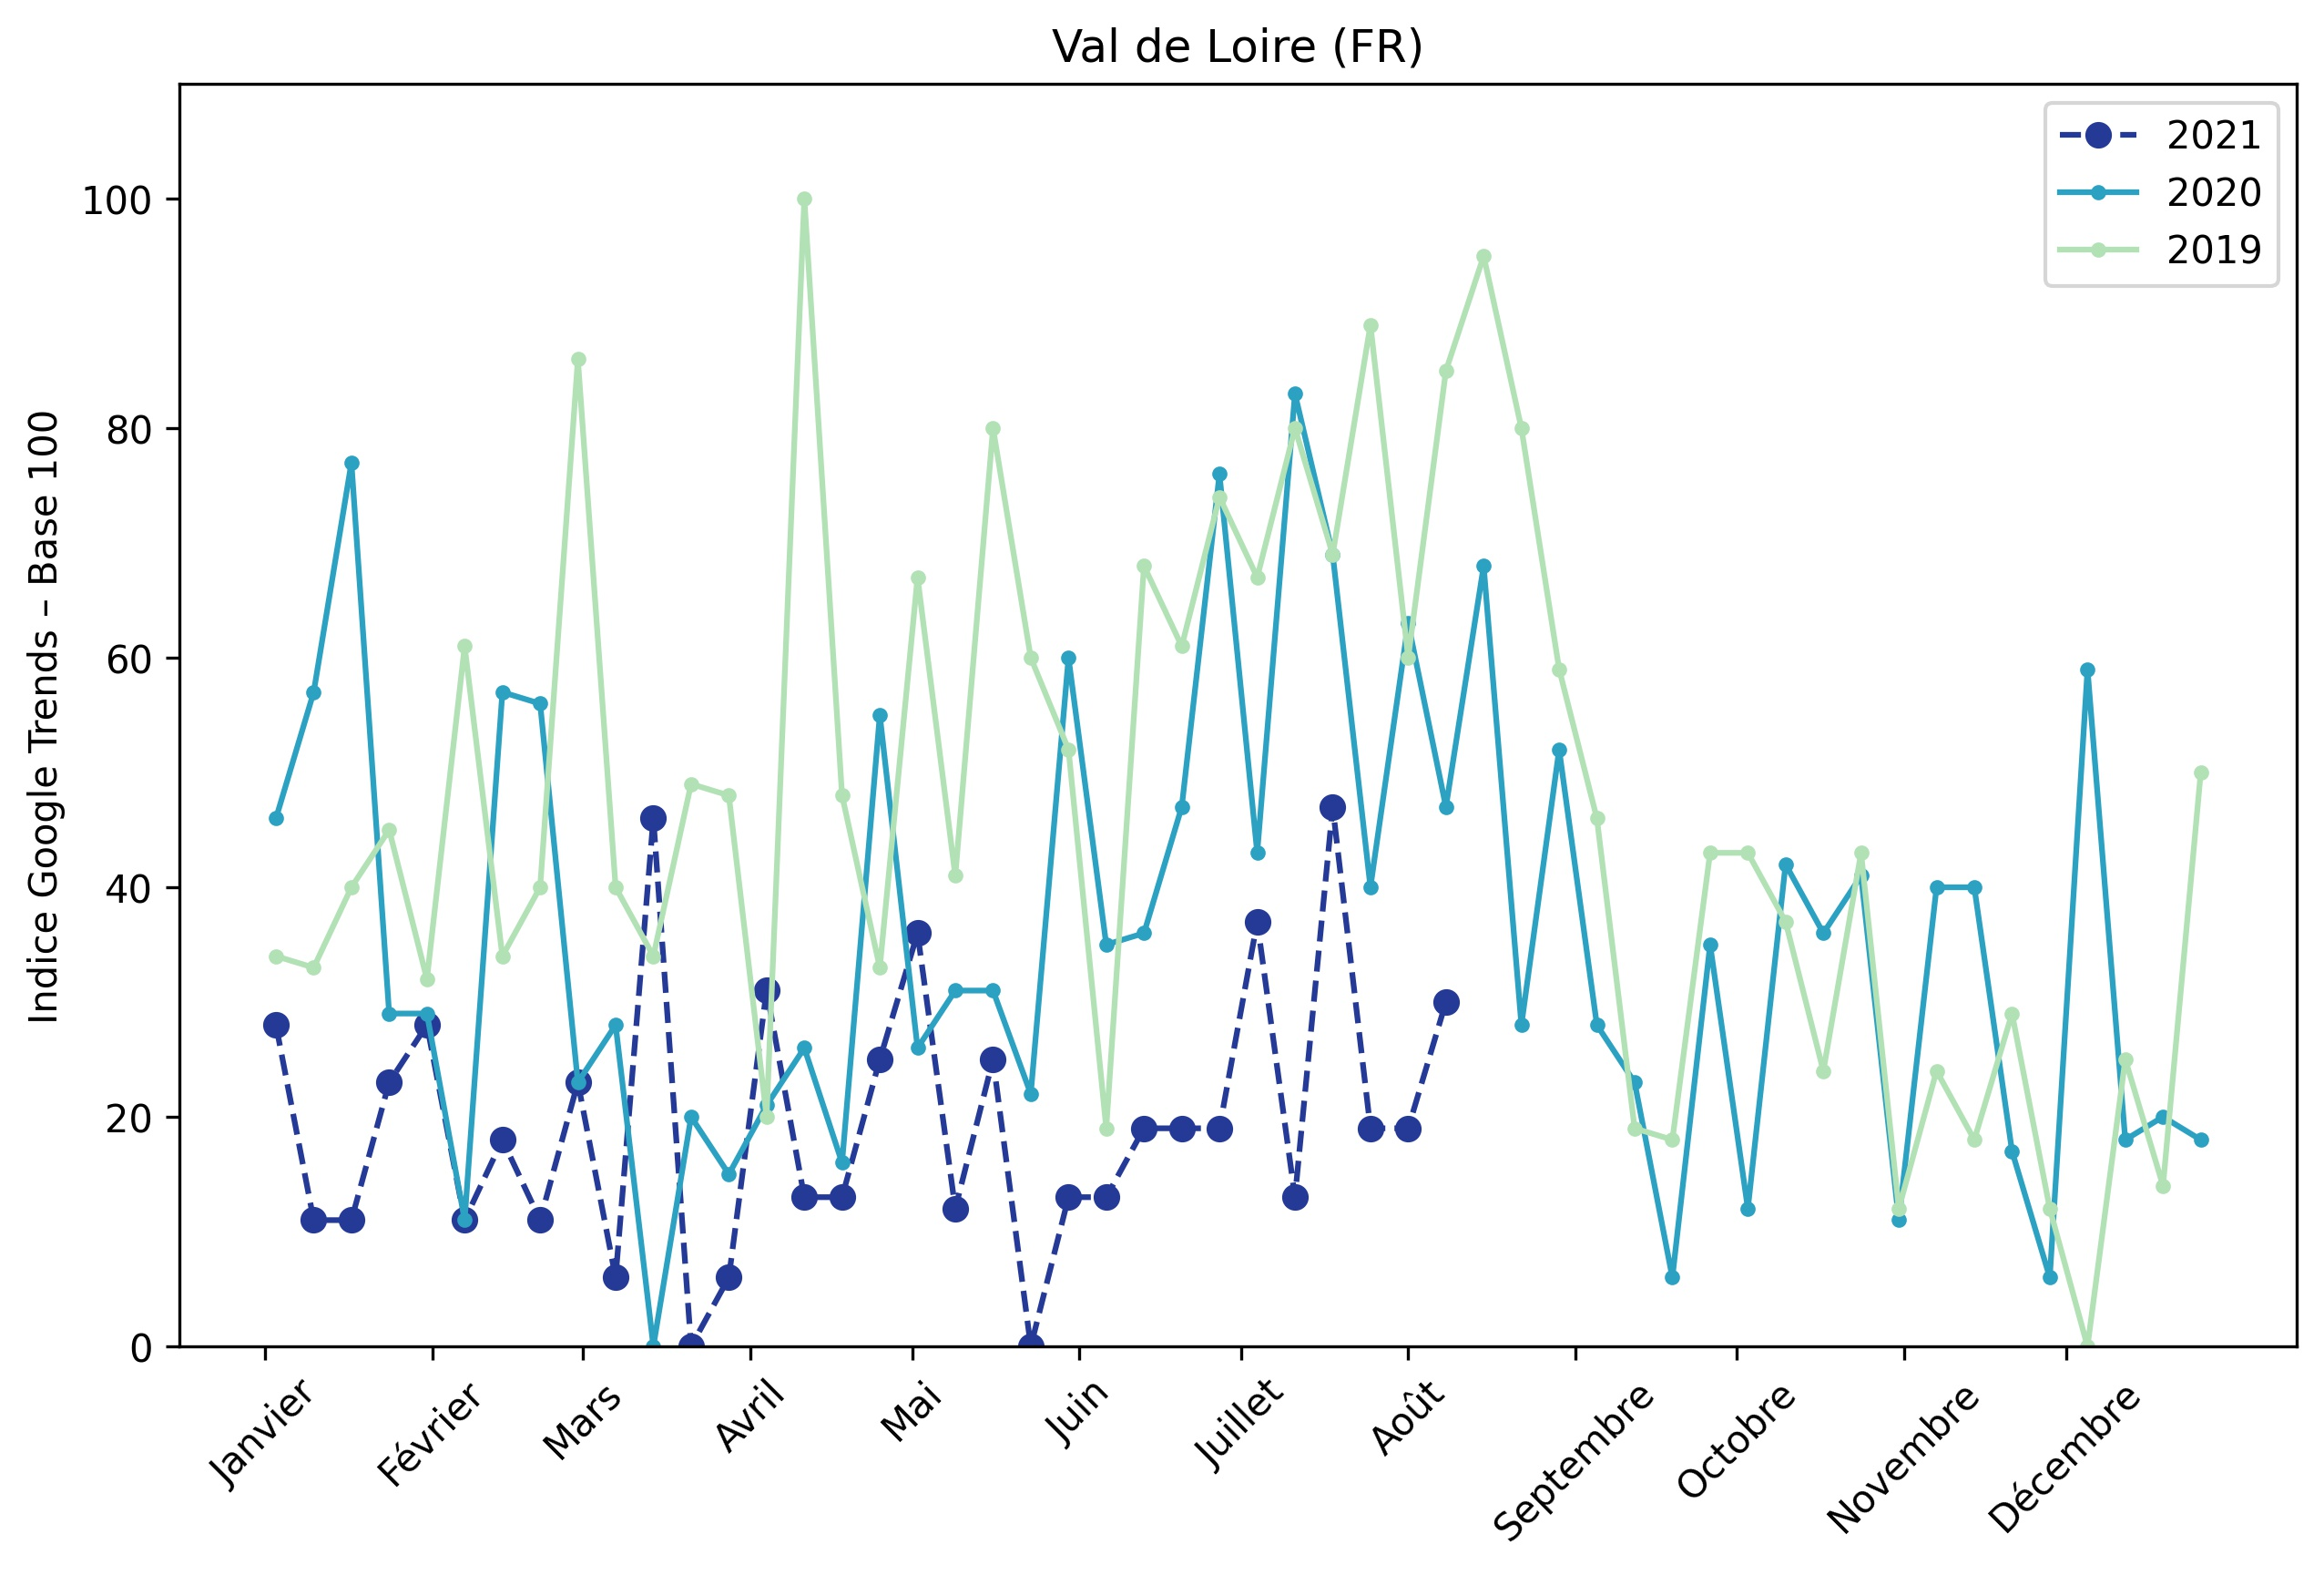 Val de Loire (FR)
2021
2020
2019
Indice Google Trends – Base 100
100
80
60
40
20
0
Janvier
Février
Mars
Avril
Mai
Juin
Juillet
Août
Septembre
Octobre
Novembre
Décembre